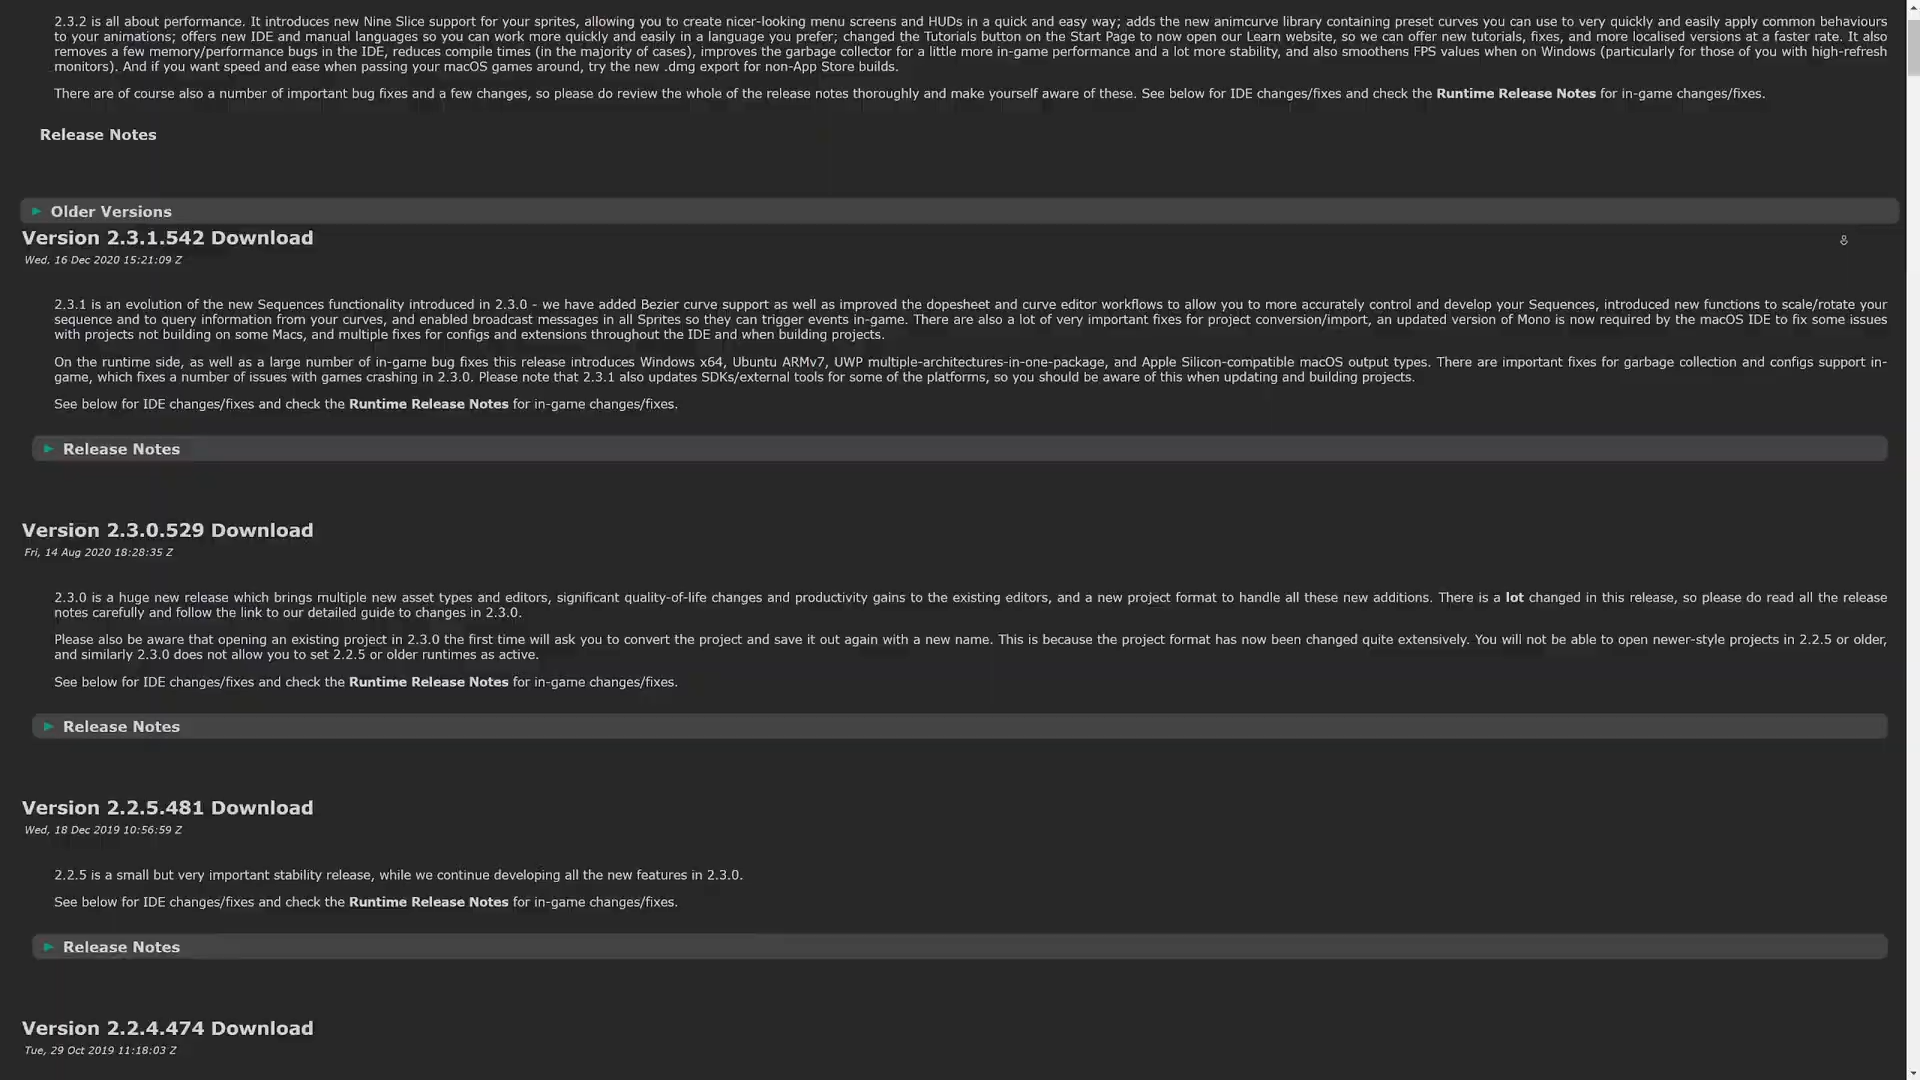 2.3.2 is all about performance. It introduces new Nine Slice support for your sprites, allowing you to create nicer-looking menu screens and HUDs in a quick and easy way; adds the new animcurve library containing preset curves you can use to very quickly and easily apply common behaviours
to your animations; offers new IDE and manual languages so you can work more quickly and easily in a language you prefer; changed the Tutorials button on the Start Page to now open our Learn website, so we can offer new tutorials, fixes, and more localised versions at a faster rate. It also
removes a few memory/performance bugs in the IDE, reduces compile times (in the majority of cases), improves the garbage collector for a little more in-game performance and a lot more stability, and also smoothens FPS values when on Windows (particularly for those of you with high-refresh
monitors). And if you want speed and ease when passing your macOS games around, try the new .dmg export for non-App Store builds.
There are of course also a number of important bug fixes and a few changes, so please do review the whole of the release notes thoroughly and make yourself aware of these. See below for IDE changes/fixes and check the Runtime Release Notes for in-game changes/fixes.
Release Notes
Older Versions
Version 2.3.1.542 Download
Wed, 16 Dec 2020 15:21:09 Z
2.3.1 is an evolution of the new Sequences functionality introduced in 2.3.0 - we have added Bezier curve support as well as improved the dopesheet and curve editor workflows to allow you to more accurately control and develop your Sequences, introduced new functions to scale/rotate your
sequence and to query information from your curves, and enabled broadcast messages in all Sprites so they can trigger events in-game. There are also a lot of very important fixes for project conversion/import, an updated version of Mono is now required by the macOS IDE to fix some issues
with projects not building on some Macs, and multiple fixes for configs and extensions throughout the IDE and when building projects.
On the runtime side, as well as a large number of in-game bug fixes this release introduces Windows x64, Ubuntu ARMv7, UWP multiple-architectures-in-one-package, and Apple Silicon-compatible macOS output types. There are important fixes for garbage collection and configs support in-
game, which fixes a number of issues with games crashing in 2.3.0. Please note that 2.3.1 also updates SDKs/external tools for some of the platforms, so you should be aware of this when updating and building projects.
See below for IDE changes/fixes and check the Runtime Release Notes for in-game changes/fixes.
Release Notes
Version 2.3.0.529 Download
Fri, 14 Aug 2020 18:28:35 Z
2.3.0 is a huge new release which brings multiple new asset types and editors, significant quality-of-life changes and productivity gains to the existing editors, and a new project format to handle all these new additions. There is a lot changed in this release, so please do read all the release
notes carefully and follow the link to our detailed guide to changes in 2.3.0.
Please also be aware that opening an existing project in 2.3.0 the first time will ask you to convert the project and save it out again with a new name. This is because the project format has now been changed quite extensively. You will not be able to open newer-style projects in 2.2.5 or older,
and similarly 2.3.0 does not allow you to set 2.2.5 or older runtimes as active.
See below for IDE changes/fixes and check the Runtime Release Notes for in-game changes/fixes.
Release Notes
Version 2.2.5.481 Download
Wed, 18 Dec 2019 10:56:59 Z
2.2.5 is a small but very important stability release, while we continue developing all the new features in 2.3.0.
See below for IDE changes/fixes and check the Runtime Release Notes for in-game changes/fixes.
Release Notes
Version 2.2.4.474 Download
Tue, 29 Oct 2019 11:18:03 Z